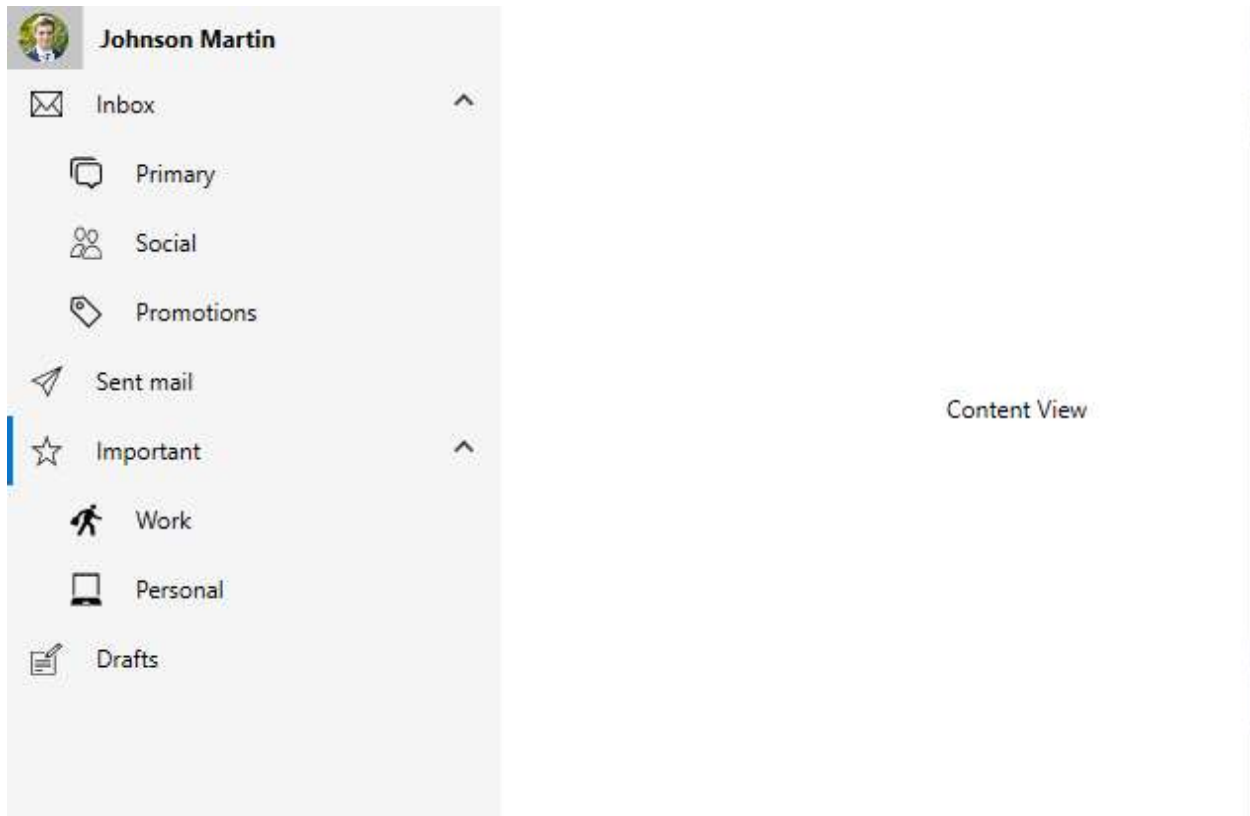 Johnson Martin
Inbox
Primary
Social
Promotions
Sent mail
Important
Work
Personal
Drafts
Content View